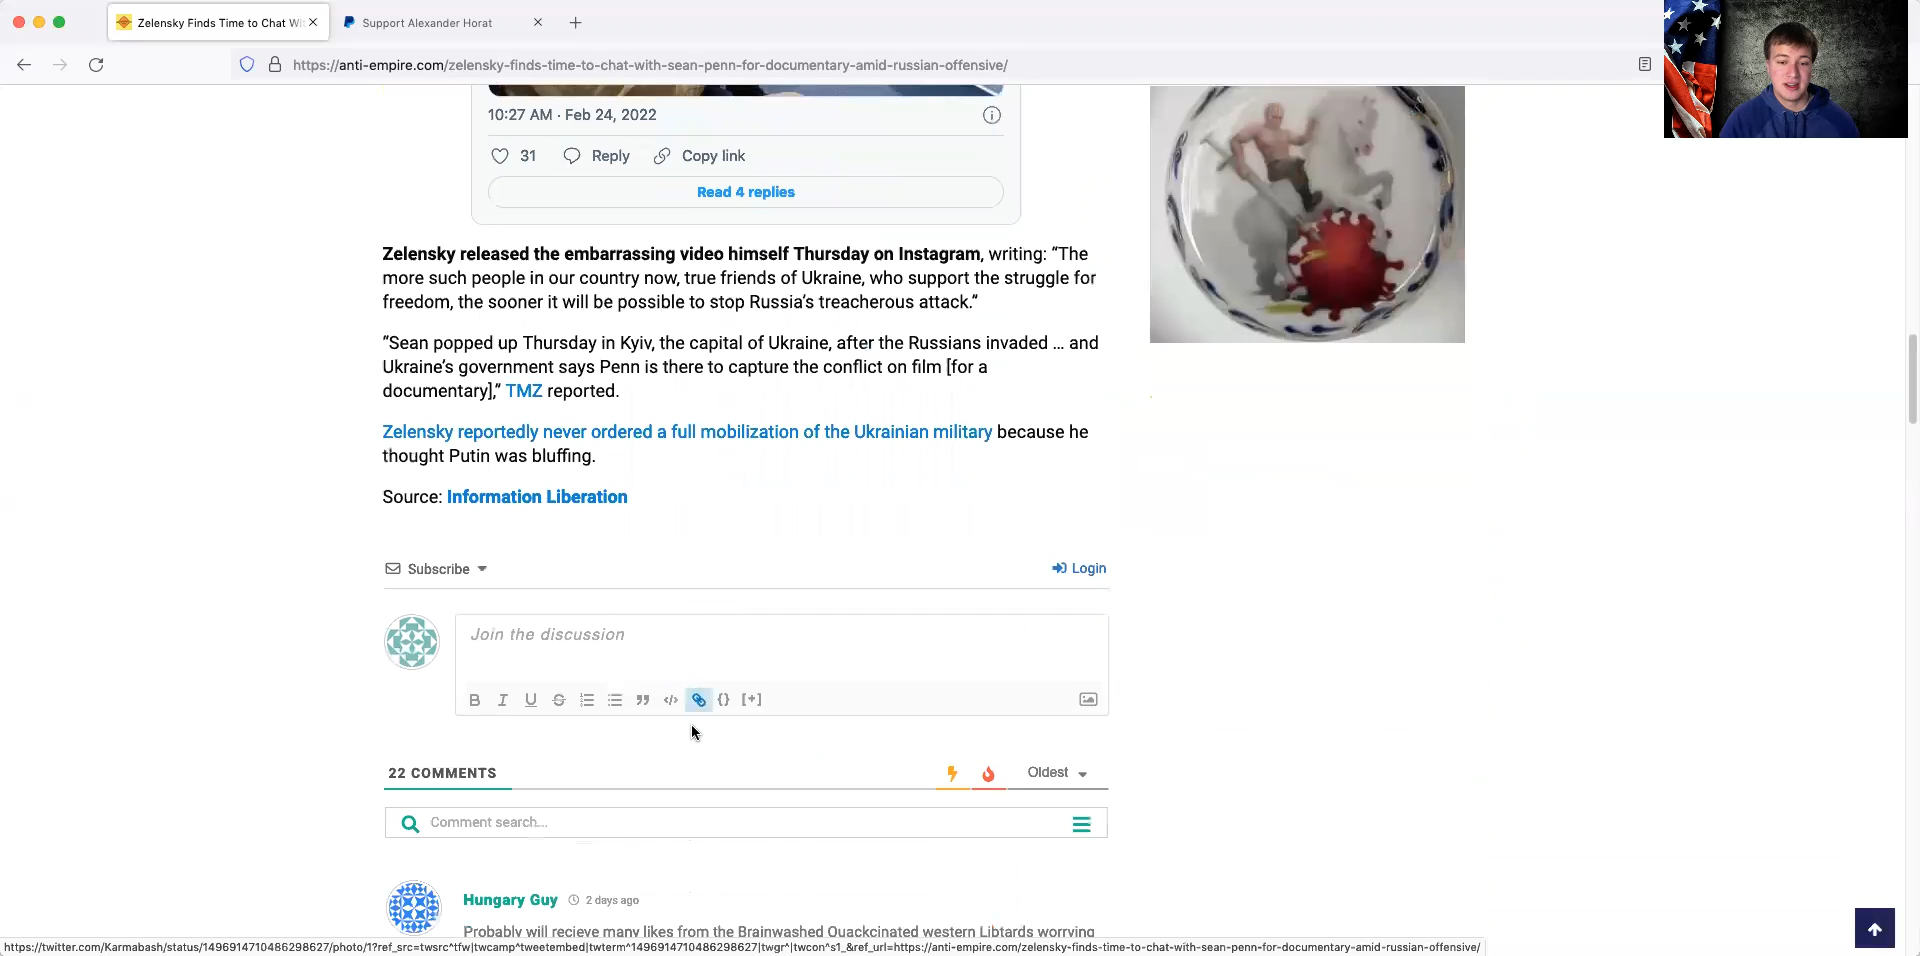 Zelensky Finds Time to Chat Wi
Support Alexander Horat
https://anti-empire.com/zelensky-finds-time-to-chat-with-sean-penn-for-documentary-amid-russian-offensive/
10:27 AM · Feb 24, 2022
31 Reply Copy link
Read 4 replies
Zelensky released the embarrassing video himself Thursday on Instagram, writing: “The
more such people in our country now, true friends of Ukraine, who support the struggle for
freedom, the sooner it will be possible to stop Russia’s treacherous attack.”
“Sean popped up Thursday in Kyiv, the capital of Ukraine, after the Russians invaded … and
Ukraine’s government says Penn is there to capture the conflict on film [for a
documentary],” TMZ reported.
Zelensky reportedly never ordered a full mobilization of the Ukrainian military because he
thought Putin was bluffing.
Source: Information Liberation
Subscribe
Login
Join the discussion
B I U S </> {} [+]
22 COMMENTS
Oldest
Comment search...
Hungary Guy 2 days ago
Probably will recieve many likes from the Brainwashed Quackcinated western Libtards worrying
https://twitter.com/Karmabash/status/1496914710486298627/photo/1?ref_src=twsrc^tfw|twcamp^tweetembed|twterm^1496914710486298627|twgr^|twcon^s1_&ref_url=https://anti-empire.com/zelensky-finds-time-to-chat-with-sean-penn-for-documentary-amid-russian-offensive/